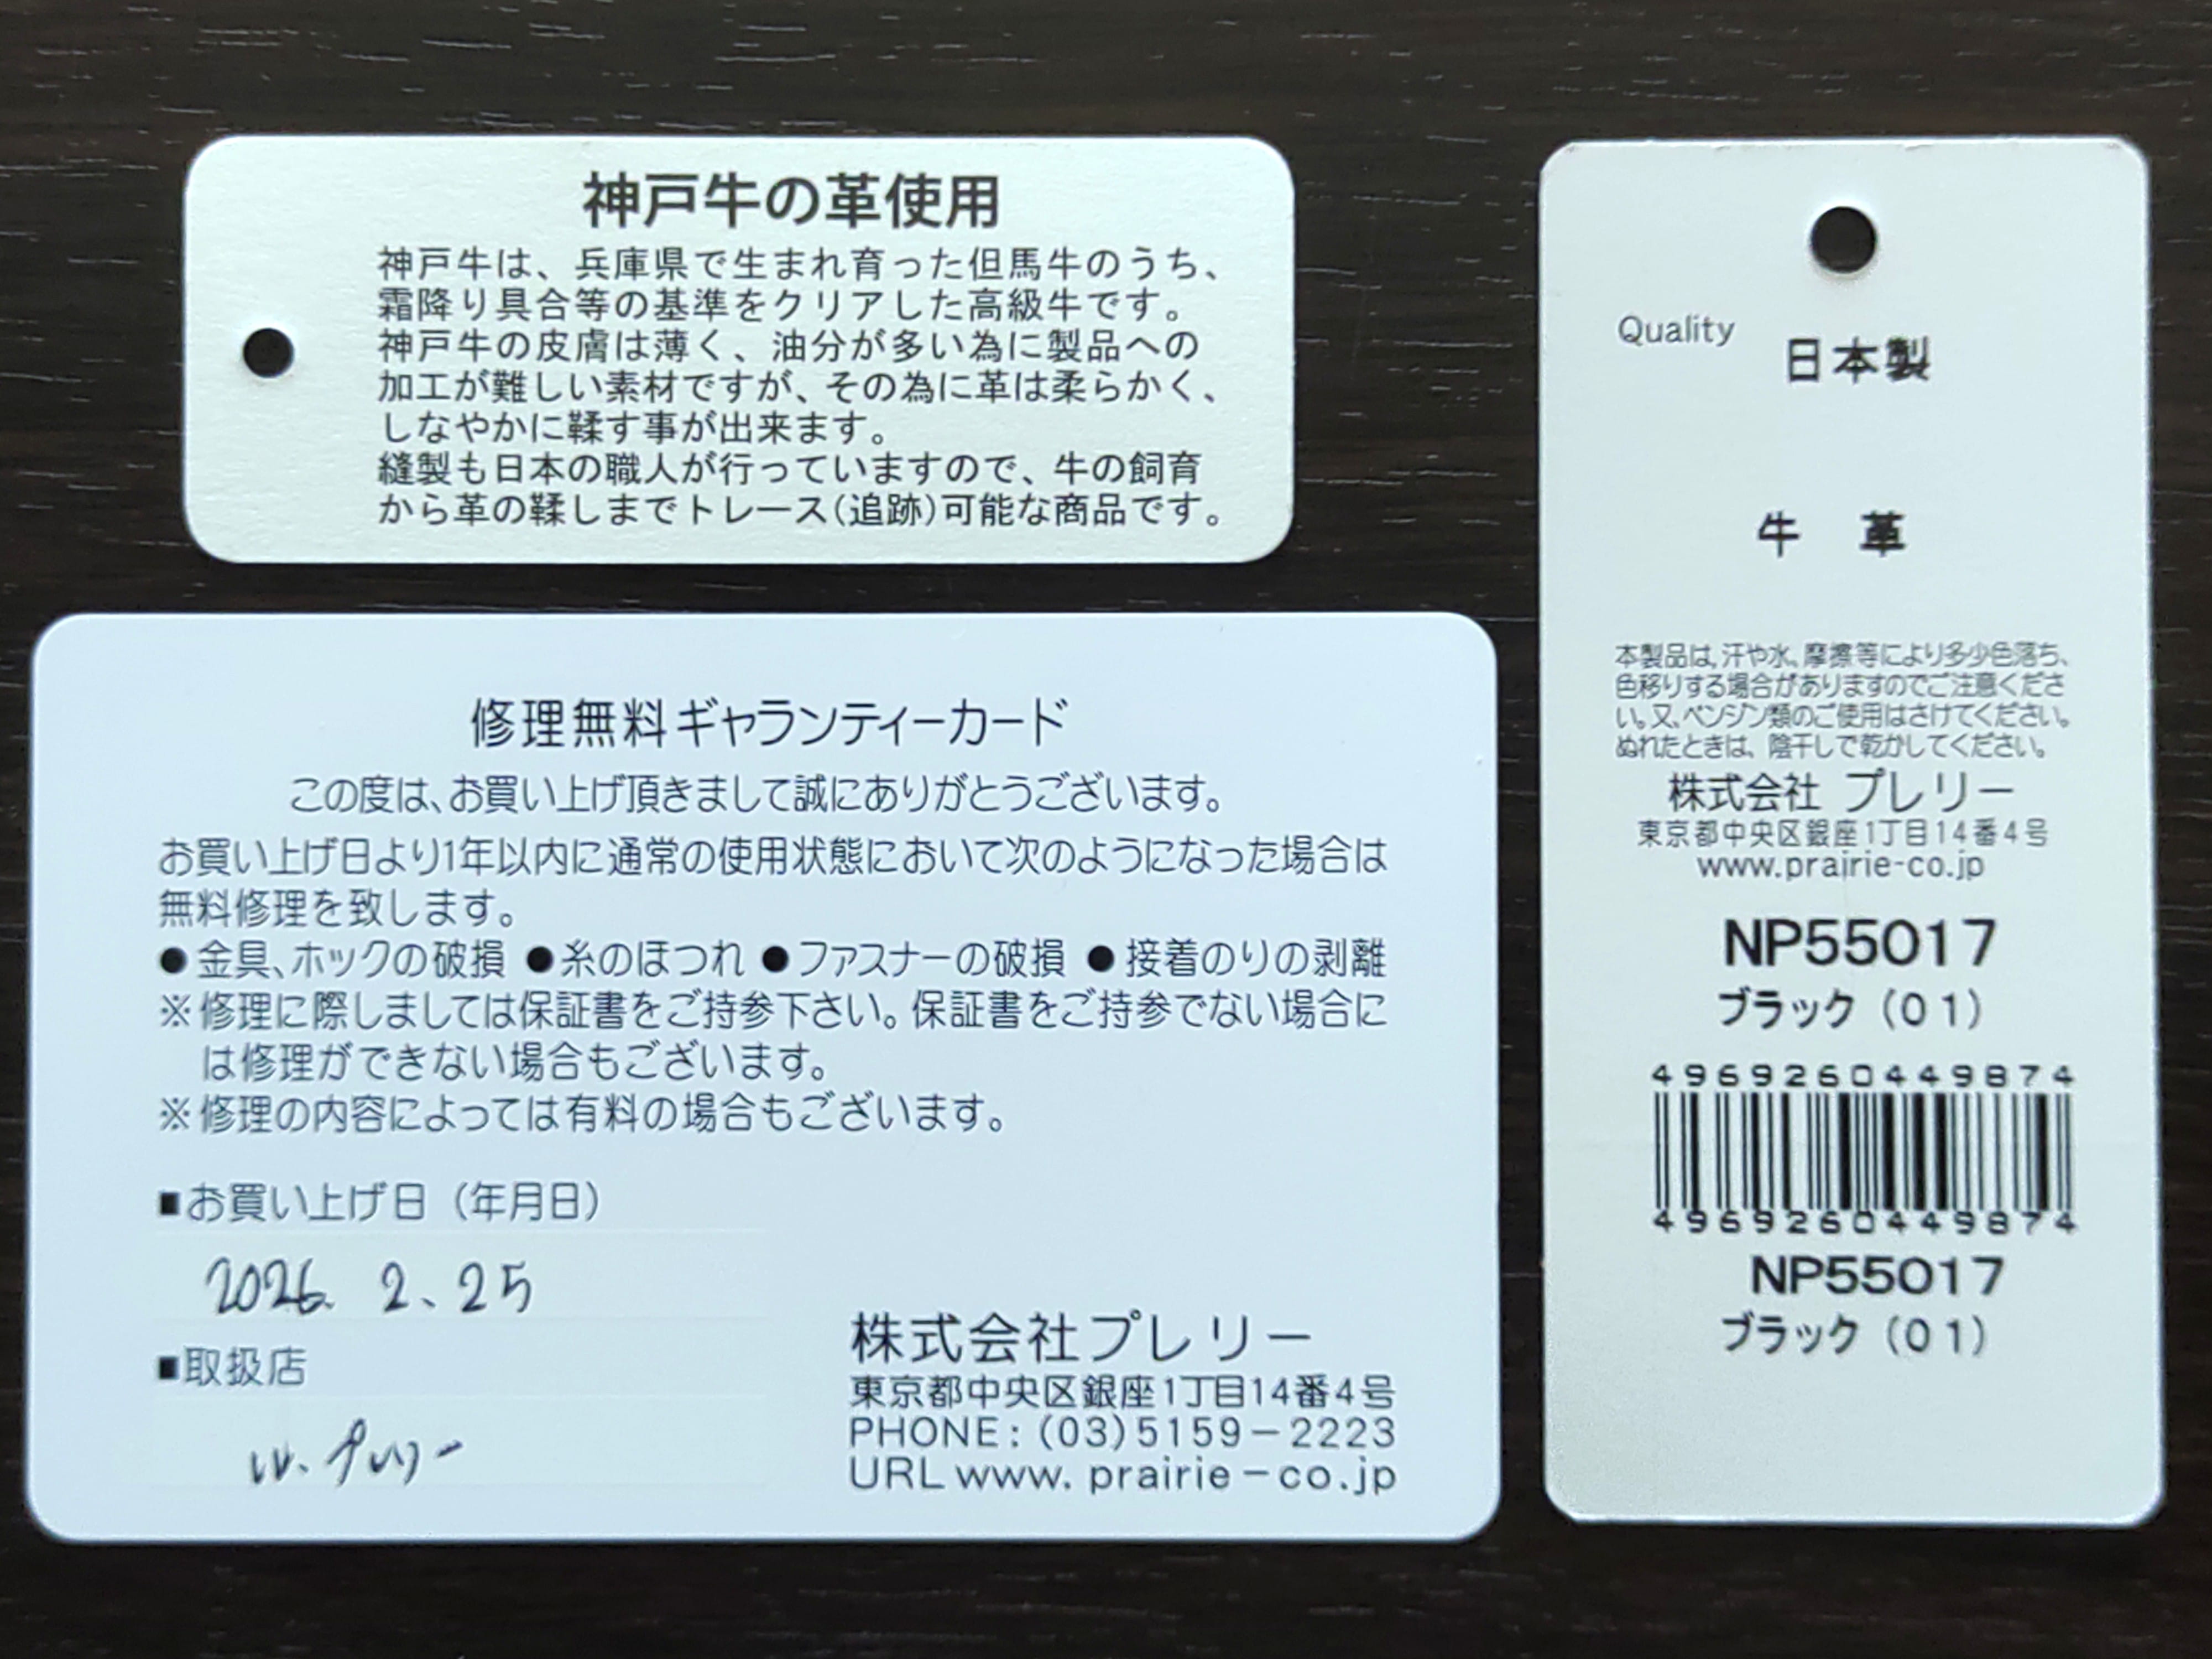 神戸牛の革使用
神戸牛は、兵庫県で生まれ育った但馬牛のうち、
霜降り具合等の基準をクリアした高級牛です。
神戸牛の皮膚は薄く、油分が多い為に製品への
加工が難しい素材ですが、その為に革は柔らかく、
しなやかに鞣す事が出来ます。
縫製も日本の職人が行っていますので、牛の飼育
から革の鞣しまでトレース(追跡)可能な商品です。
修理無料ギャランティーカード
この度は、お買い上げ頂きまして誠にありがとうございます。
お買い上げ日より1年以内に通常の使用状態において次のようになった場合は
無料修理を致します。
●金具、ホックの破損 ●糸のほつれ ●ファスナーの破損 ●接着のりの剥離
※修理に際しましては保証書をご持参下さい。保証書をご持参でない場合に
は修理ができない場合もございます。
※修理の内容によっては有料の場合もございます。
■お買い上げ日（年月日）
2026. 2. 25
■取扱店
株式会社プレリー
東京都中央区銀座1丁目14番4号
PHONE：(03)5159－2223
URL www.prairie－co.jp
Quality
日本製
牛 革
本製品は、汗や水、摩擦等により多少色落ち、
色移りする場合がありますのでご注意くださ
い。又、ベンジン類のご使用はさけてください。
ぬれたときは、陰干しで乾かしてください。
株式会社 プレリー
東京都中央区銀座1丁目14番4号
www.prairie-co.jp
NP55017
ブラック（01）
4969260449874
4969260449874
NP55017
ブラック（01）